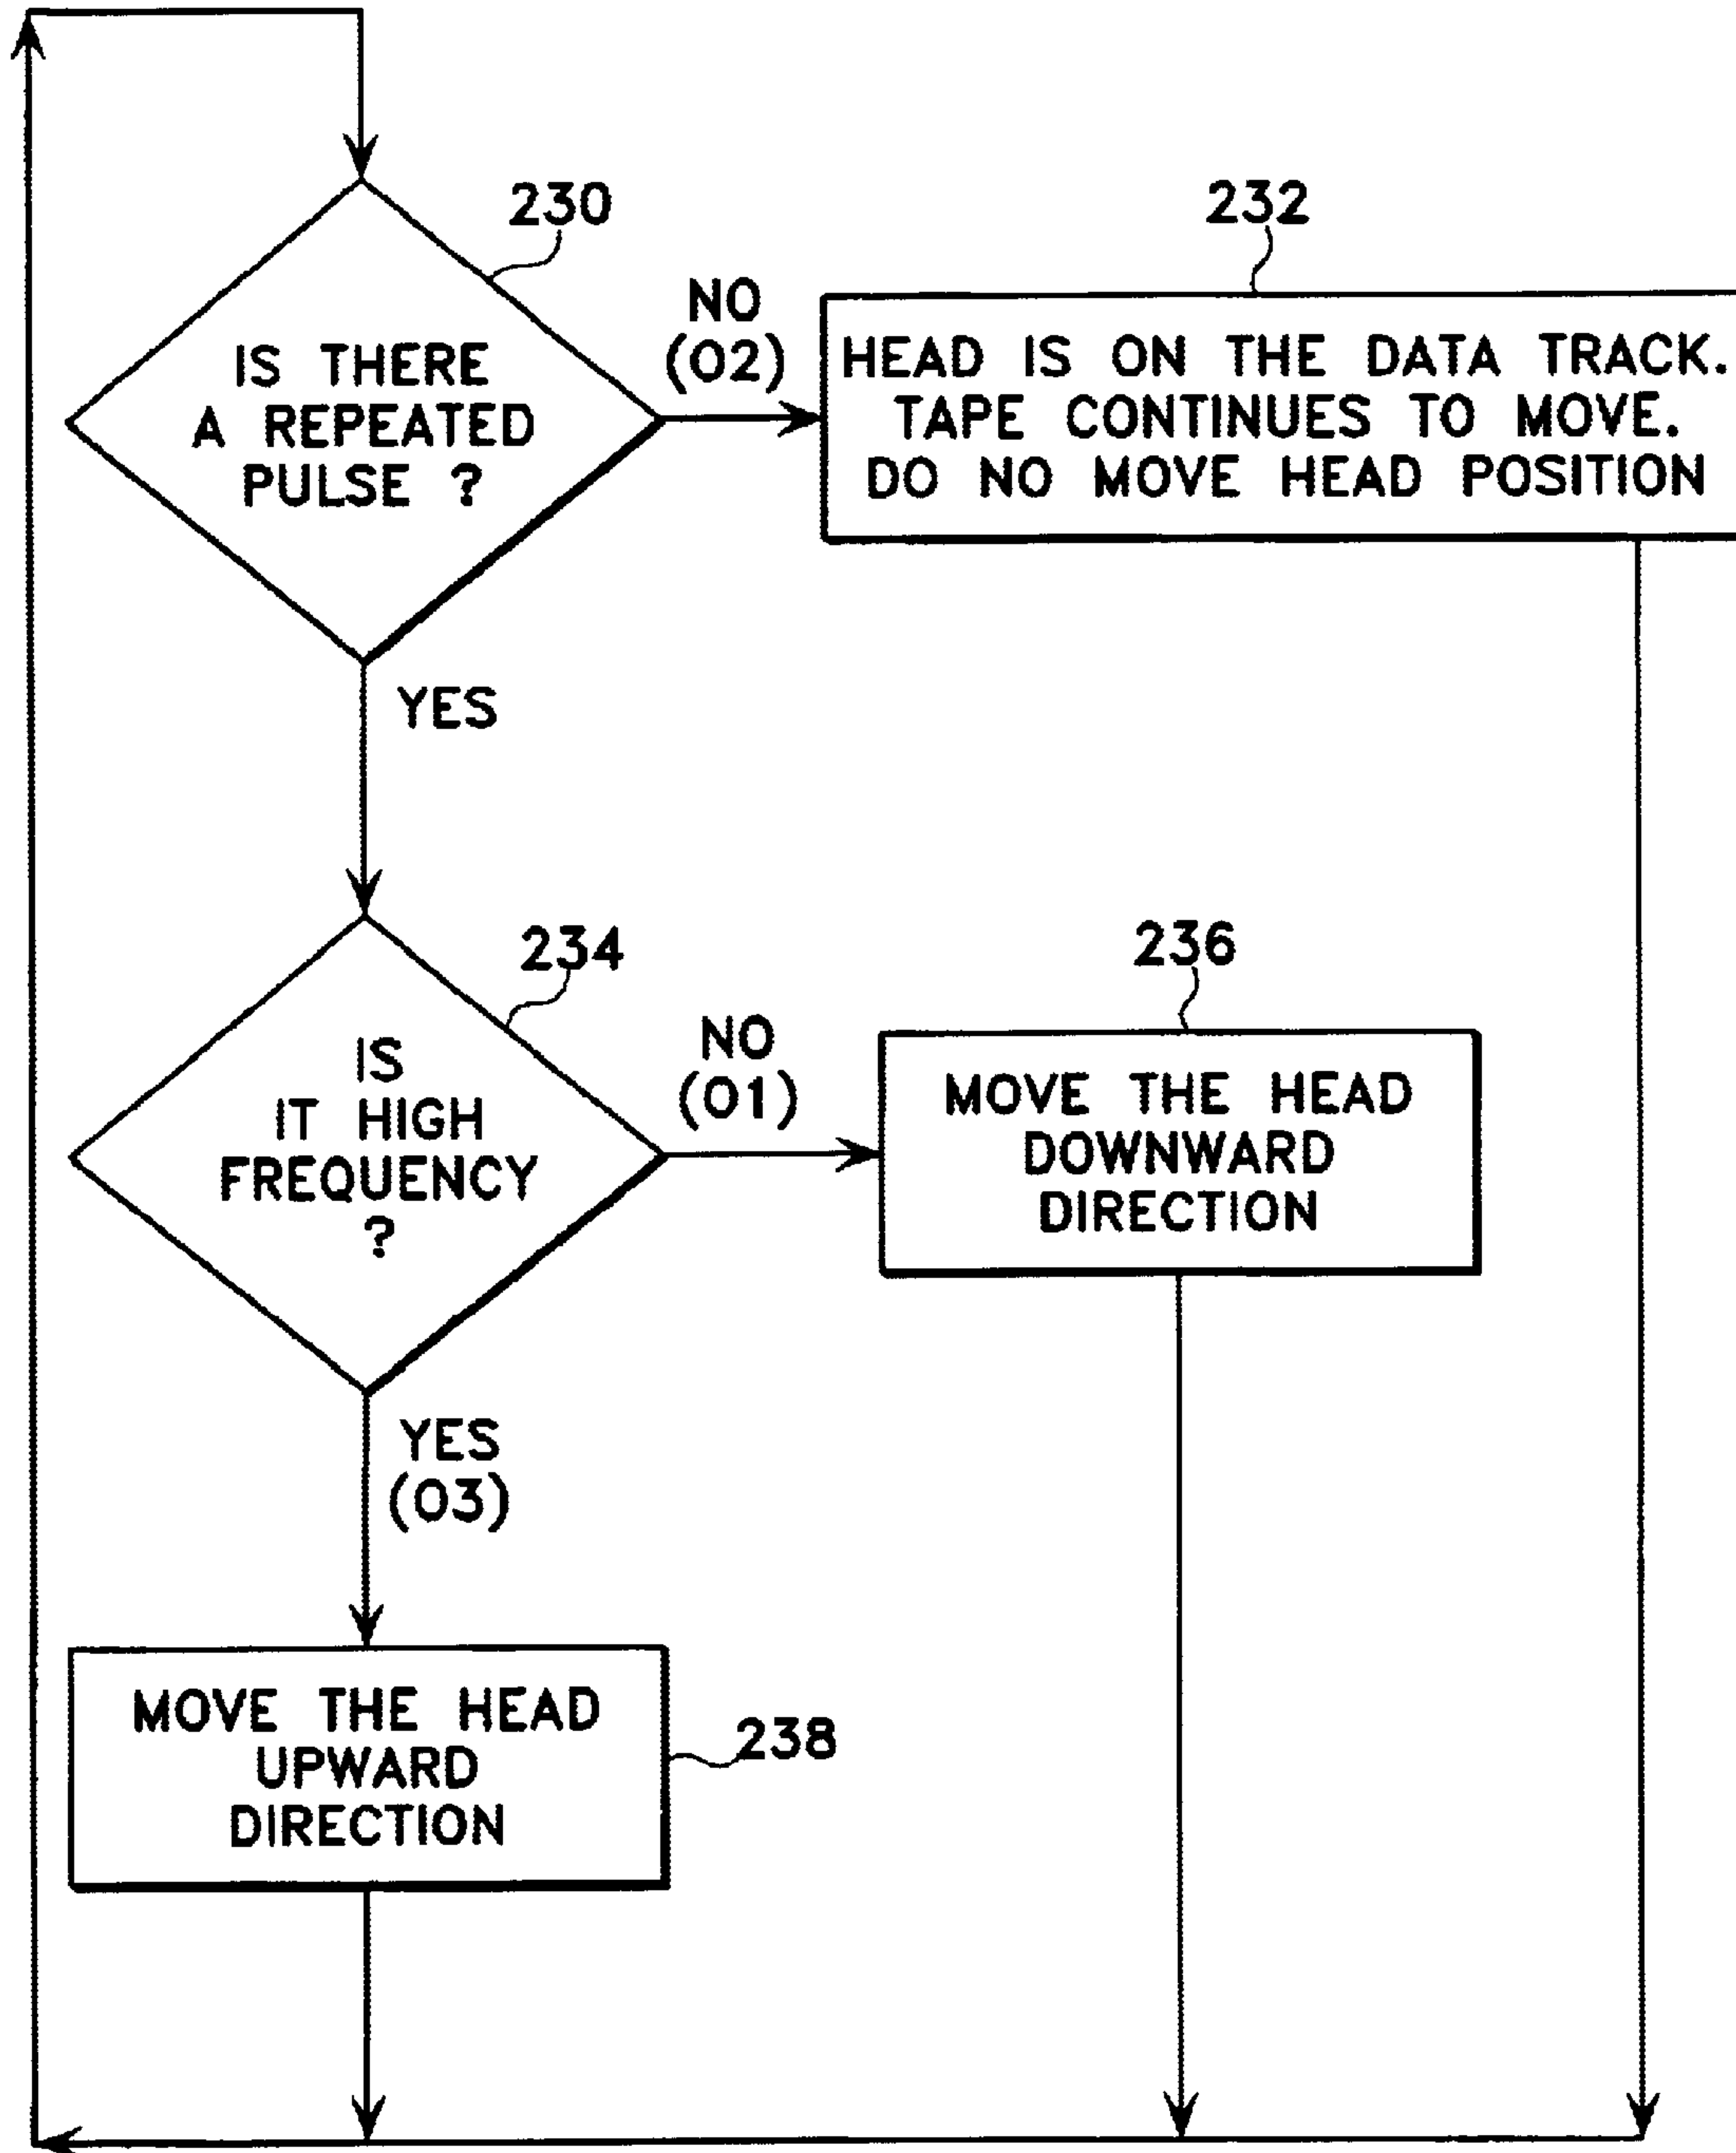 230
IS THERE
A REPEATED
PULSE ?
NO
(02)
232
HEAD IS ON THE DATA TRACK.
TAPE CONTINUES TO MOVE.
DO NO MOVE HEAD POSITION
YES
234
IS
IT HIGH
FREQUENCY
?
NO
(01)
236
MOVE THE HEAD
DOWNWARD
DIRECTION
YES
(03)
MOVE THE HEAD
UPWARD
DIRECTION
238